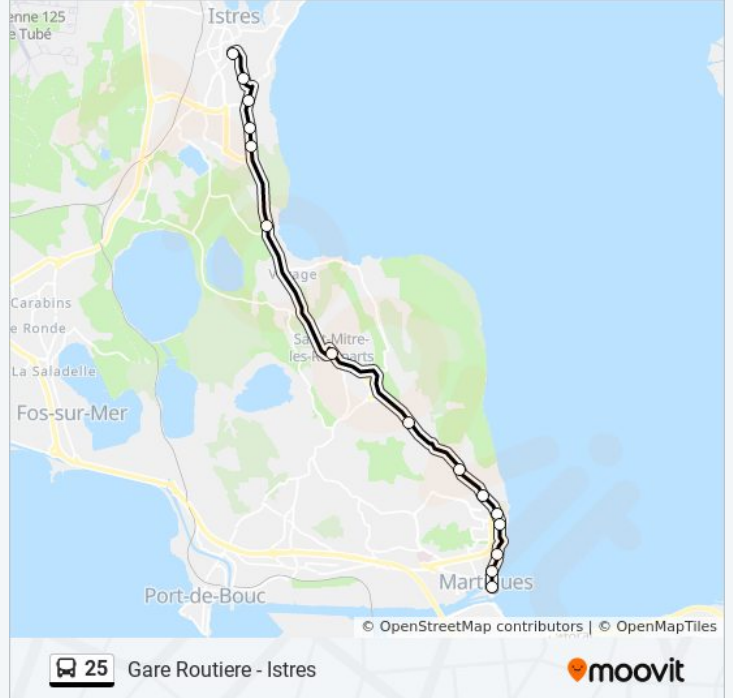 Istres
enne 125
e Tubé
Carabins
e Ronde
Saint-Mitre-
les-Remparts
La Saladelle
Fos-sur-Mer
Martigues
Port-de-Bouc
© OpenStreetMap contributors | © OpenMapTiles
25 Gare Routiere - Istres
moovit